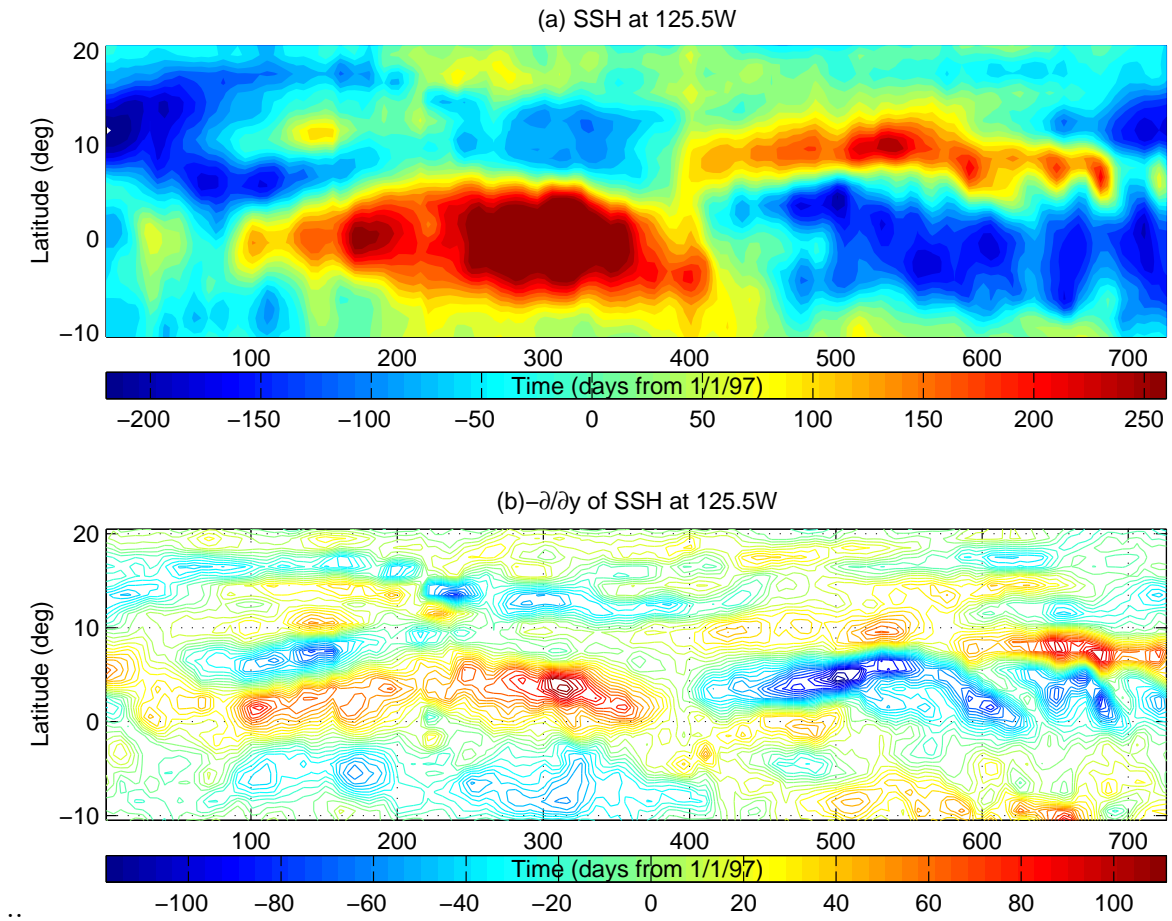 (a) SSH at 125.5W
20
10
0
−10
Latitude (deg)
100 200 300 400 500 600 700
Time (days from 1/1/97)
−200 −150 −100 −50 0 50 100 150 200 250
(b)−∂/∂y of SSH at 125.5W
20
10
0
−10
Latitude (deg)
100 200 300 400 500 600 700
Time (days from 1/1/97)
−100 −80 −60 −40 −20 0 20 40 60 80 100
..